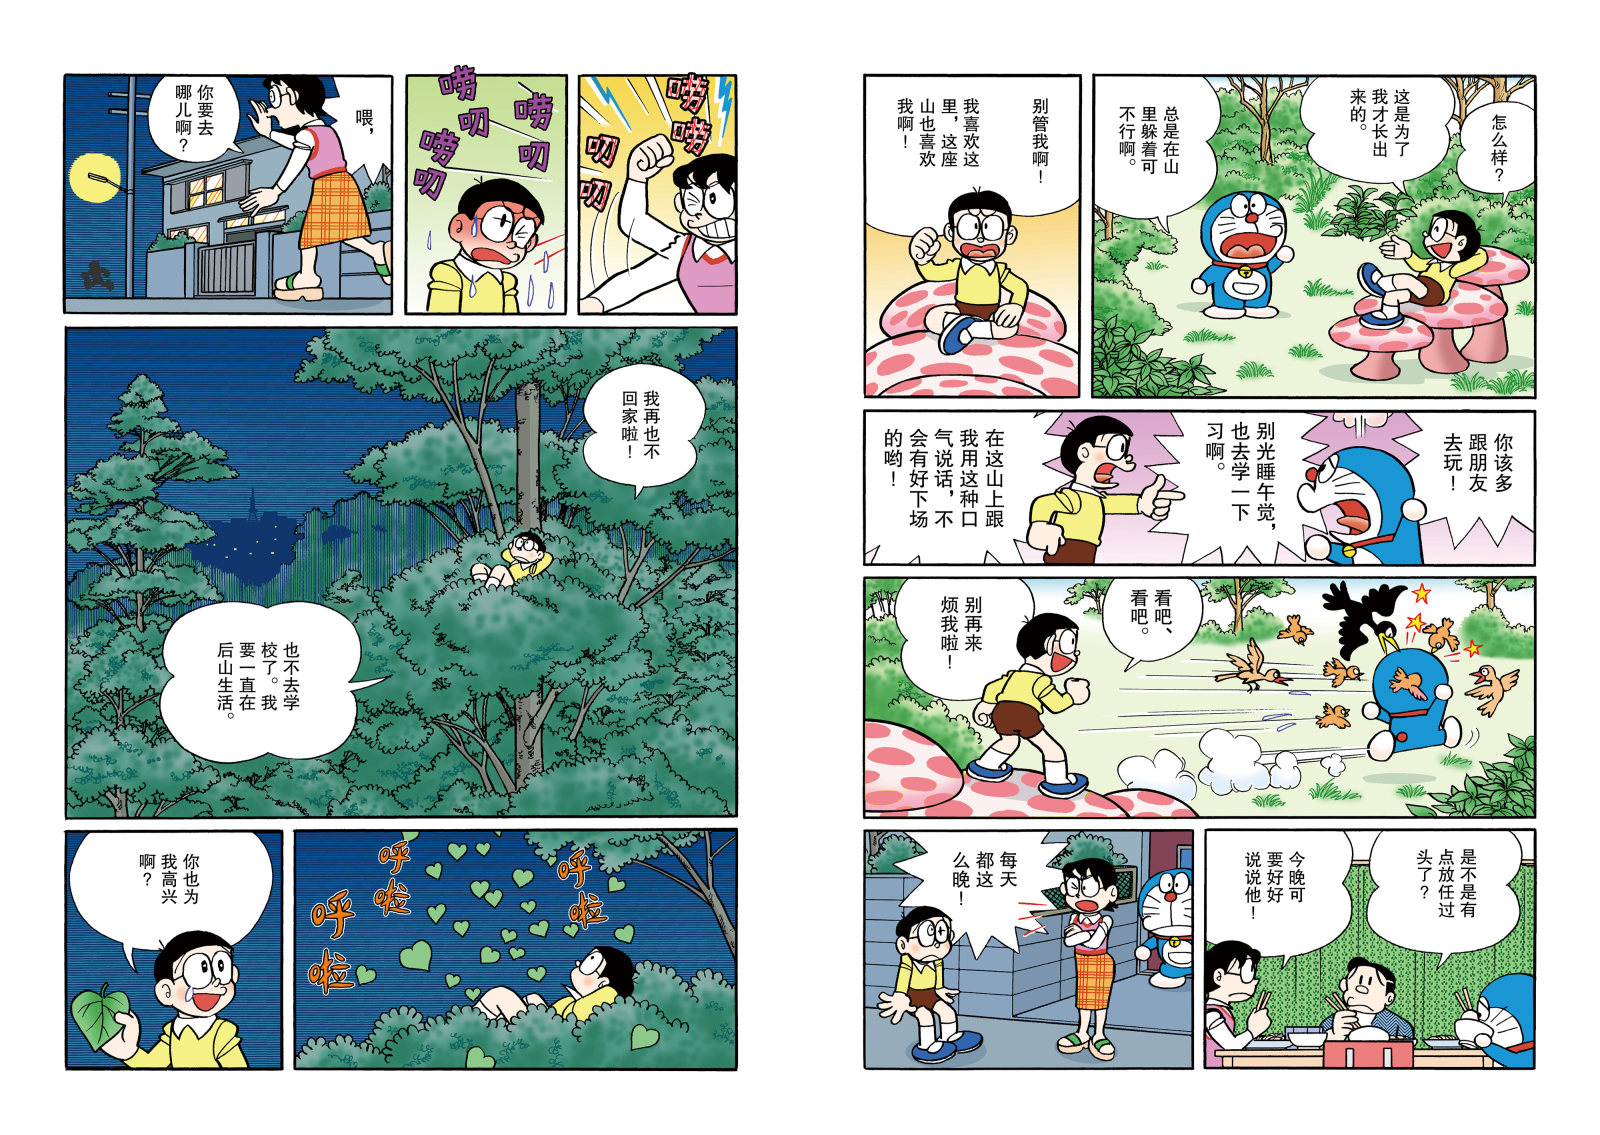 怎么样?
这是为了
我才长出
来的。
总是在山
里躲着可
不行啊。
别管我啊!
我喜欢这
里,这座
山也喜欢
我啊!
你该多
跟朋友
去玩!
别光睡午觉,
也去学一下
习啊。
在这山上跟
我用这种口
气说话,不
会有好下场
的哟!
看吧、
看吧。
别再来
烦我啦!
是不是有
点放任过
头了?
今晚可
要好好
说说他!
每天
都这
么晚!
唠唠
叨叨
唠叨
唠叨
喂,
你要去
哪儿啊?
我再也不
回家啦!
也不去学
校了。我
要一直在
后山生活。
呼啦
呼啦
呼啦
你也为
我高兴
啊?